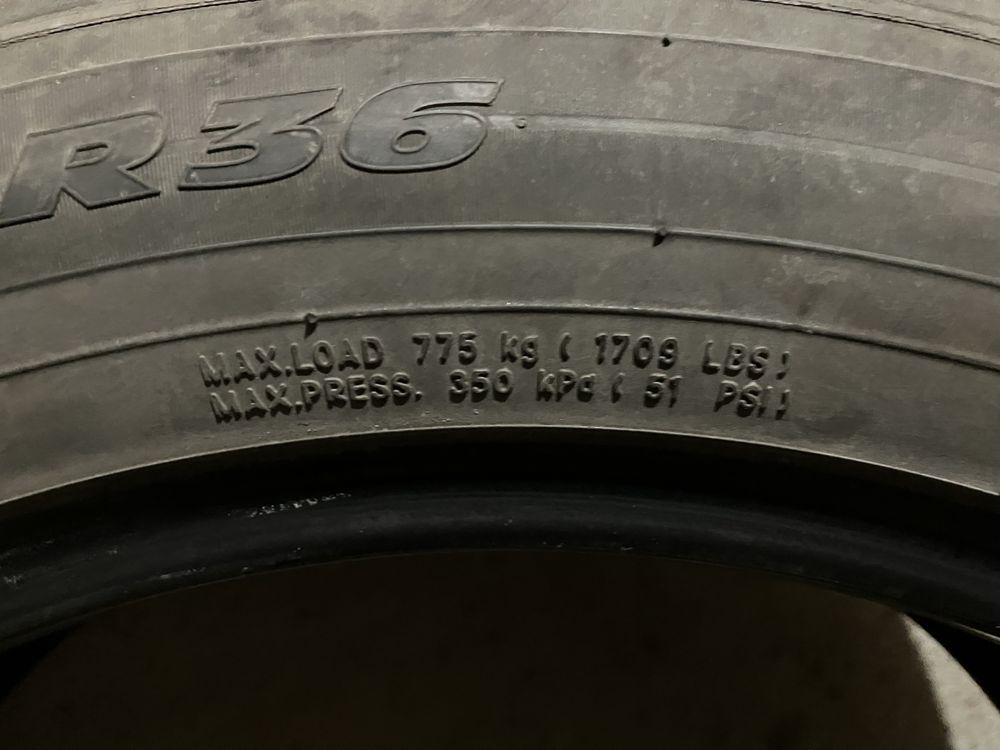 R36
MAX.LOAD 775 kg ( 1709 LBS)
MAX.PRESS. 350 kPa ( 51 PSI)